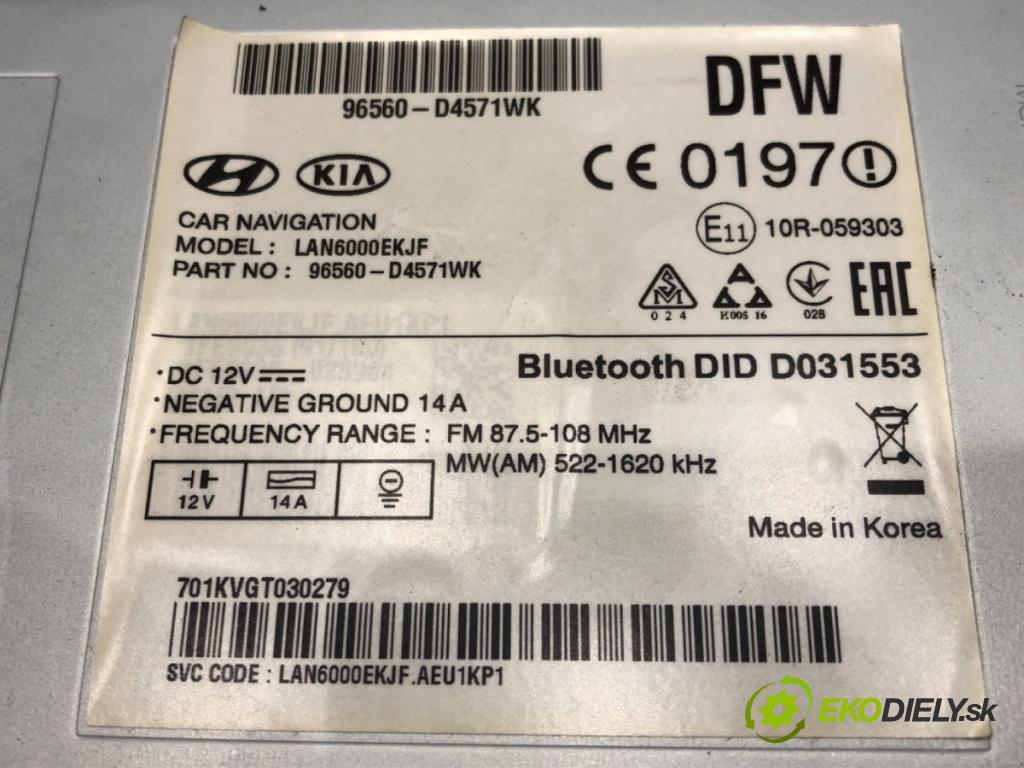 96560-D4571WK
DFW
CE 0197
KIA
CAR NAVIGATION
MODEL : LAN6000EKJF
PART NO : 96560-D4571WK
E11 10R-059303
SM
024
K00516
028
EAC
Bluetooth DID D031553
·DC 12V
·NEGATIVE GROUND 14A
·FREQUENCY RANGE : FM 87.5-108 MHz
MW(AM) 522-1620 kHz
12V
14A
Made in Korea
701KVGT030279
SVC CODE : LAN6000EKJF.AEU1KP1
EKODIELY.sk